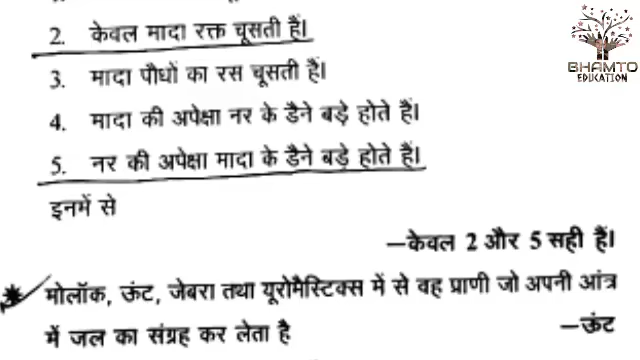 2. केवल मादा रक्त चूसती हैं।
BHAMTO
EDUCATION
3. मादा पौधों का रस चूसती हैं।
4. मादा की अपेक्षा नर के डैने बड़े होते हैं।
5. नर की अपेक्षा मादा के डैने बड़े होते हैं।
इनमें से
—केवल 2 और 5 सही हैं।
मोलॉक, ऊंट, जेबरा तथा यूरोमैस्टिक्स में से वह प्राणी जो अपनी आंत्र
में जल का संग्रह कर लेता है —ऊंट